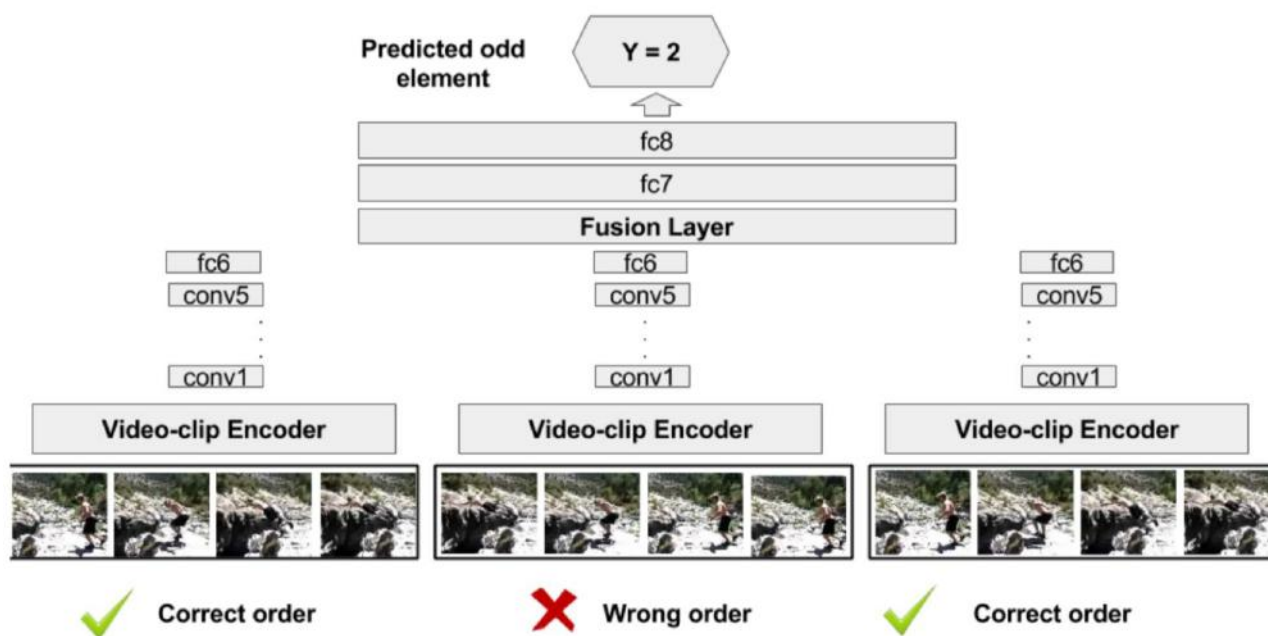 Predicted odd
element
Y = 2
fc8
fc7
Fusion Layer
fc6 fc6 fc6
conv5 conv5 conv5
conv1 conv1 conv1
Video-clip Encoder Video-clip Encoder Video-clip Encoder
Correct order Wrong order Correct order